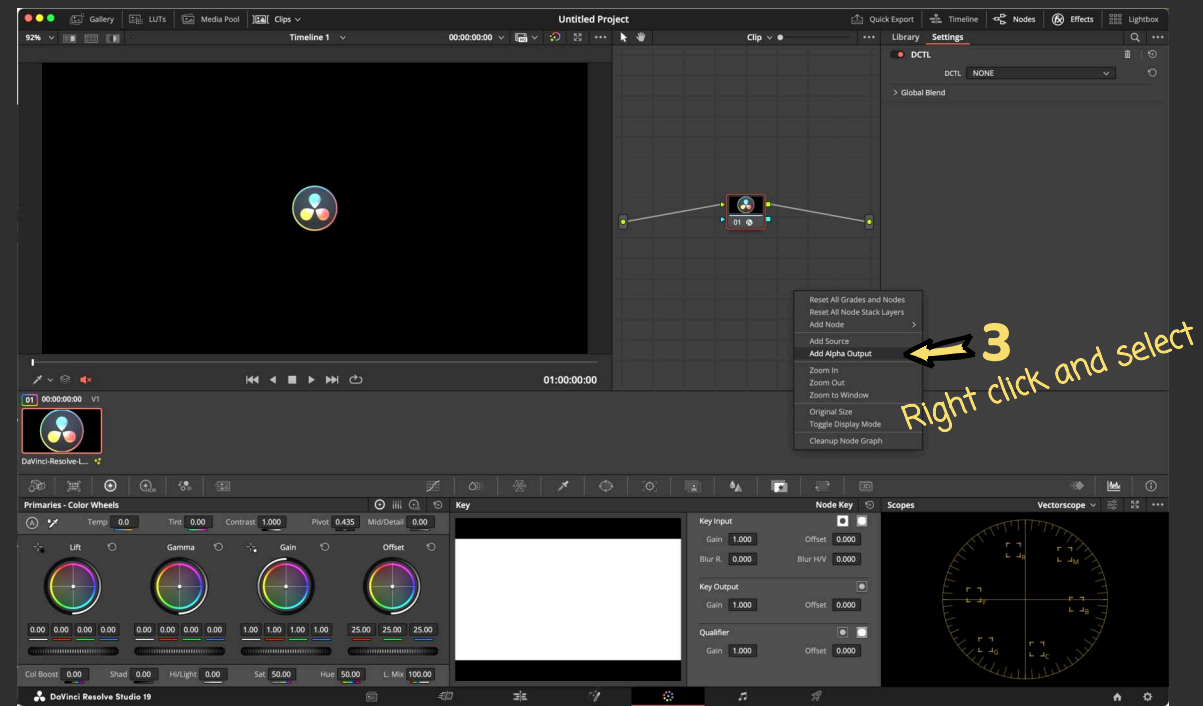 Gallery LUTs Media Pool Clips Untitled Project Quick Export Timeline Nodes Effects Lightbox
92% Timeline 1 00:00:00:00 Clip Library Settings
DCTL
DCTL NONE
Global Blend
01
Reset All Grades and Nodes
Reset All Node Stack Layers
Add Node
Add Source
Add Alpha Output
Zoom In
Zoom Out
Zoom to Window
Original Size
Toggle Display Mode
Cleanup Node Graph
3
Right click and select
01:00:00:00
01 00:00:00:00 V1
DaVinci-Resolve-L...
Primaries - Color Wheels Key Node Key Scopes Vectorscope
Temp 0.0 Tint 0.00 Contrast 1.000 Pivot 0.435 Mid/Detail 0.00
Lift Gamma Gain Offset
0.00 0.00 0.00 0.00 0.00 0.00 0.00 0.00 1.00 1.00 1.00 1.00 25.00 25.00 25.00
Col Boost 0.00 Shad 0.00 Hi/Light 0.00 Sat 50.00 Hue 50.00 L. Mix 100.00
Key Input
Gain 1.000 Offset 0.000
Blur R. 0.000 Blur H/V 0.000
Key Output
Gain 1.000 Offset 0.000
Qualifier
Gain 1.000 Offset 0.000
R M Y B G C
DaVinci Resolve Studio 19